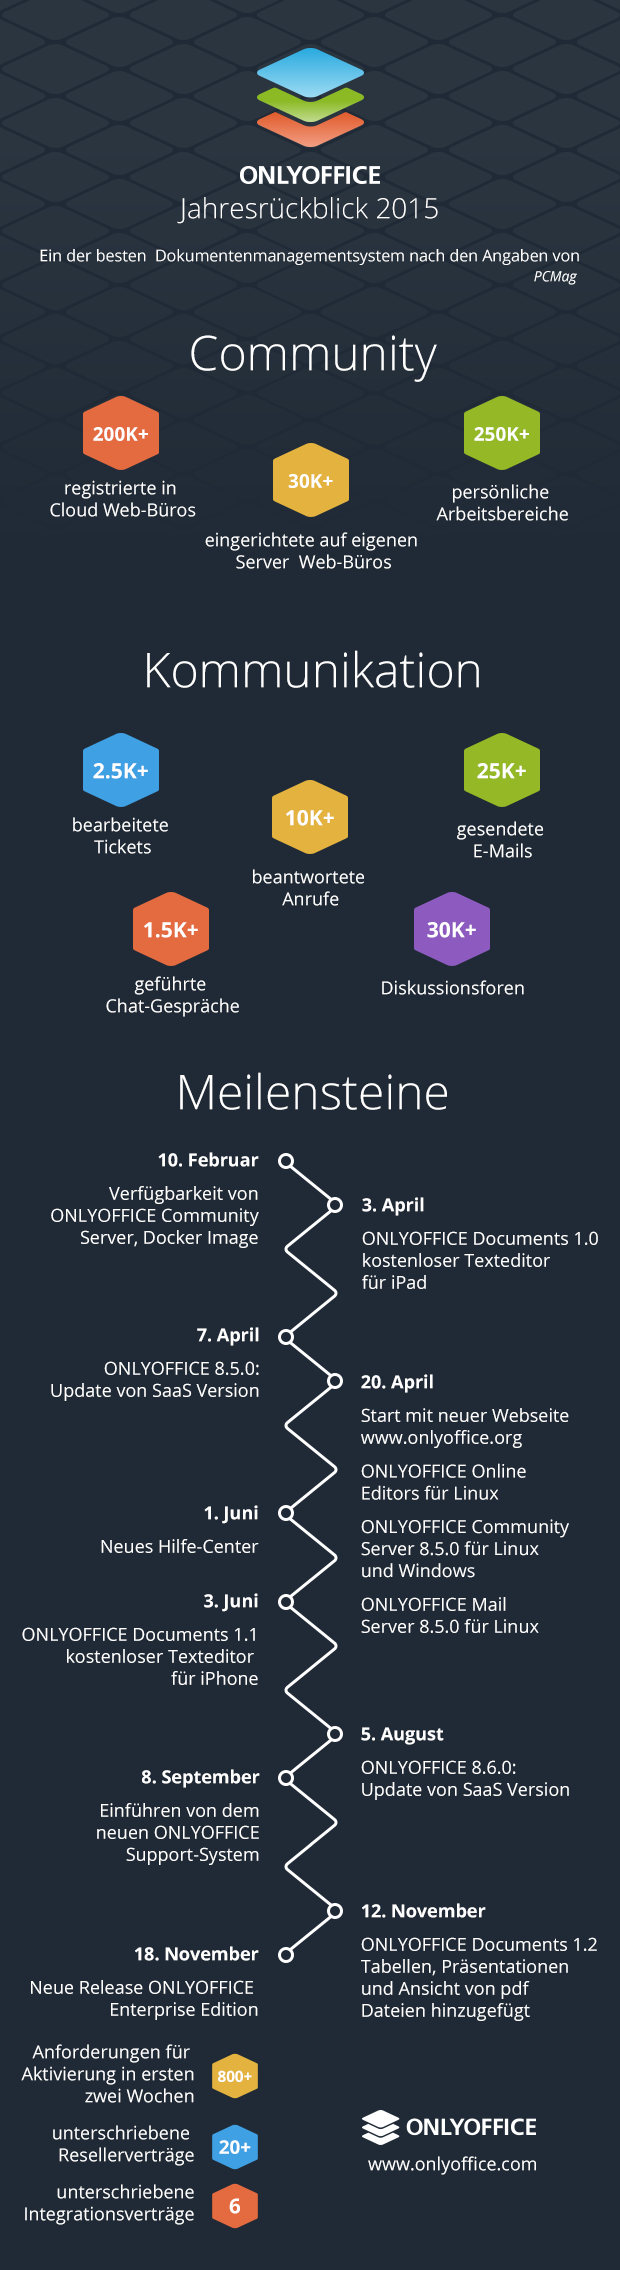 ONLYOFFICE
Jahresrückblick 2015
Ein der besten Dokumentenmanagementsystem nach den Angaben von
PCMag
Community
200K+
registrierte in
Cloud Web-Büros
30K+
eingerichtete auf eigenen
Server Web-Büros
250K+
persönliche
Arbeitsbereiche
Kommunikation
2.5K+
bearbeitete
Tickets
10K+
beantwortete
Anrufe
25K+
gesendete
E-Mails
1.5K+
geführte
Chat-Gespräche
30K+
Diskussionsforen
Meilensteine
10. Februar
Verfügbarkeit von
ONLYOFFICE Community
Server, Docker Image
3. April
ONLYOFFICE Documents 1.0
kostenloser Texteditor
für iPad
7. April
ONLYOFFICE 8.5.0:
Update von SaaS Version
20. April
Start mit neuer Webseite
www.onlyoffice.org
ONLYOFFICE Online
Editors für Linux
ONLYOFFICE Community
Server 8.5.0 für Linux
und Windows
ONLYOFFICE Mail
Server 8.5.0 für Linux
1. Juni
Neues Hilfe-Center
3. Juni
ONLYOFFICE Documents 1.1
kostenloser Texteditor
für iPhone
5. August
ONLYOFFICE 8.6.0:
Update von SaaS Version
8. September
Einführen von dem
neuen ONLYOFFICE
Support-System
12. November
ONLYOFFICE Documents 1.2
Tabellen, Präsentationen
und Ansicht von pdf
Dateien hinzugefügt
18. November
Neue Release ONLYOFFICE
Enterprise Edition
Anforderungen für
Aktivierung in ersten
zwei Wochen
800+
unterschriebene
Resellerverträge
20+
unterschriebene
Integrationsverträge
6
ONLYOFFICE
www.onlyoffice.com